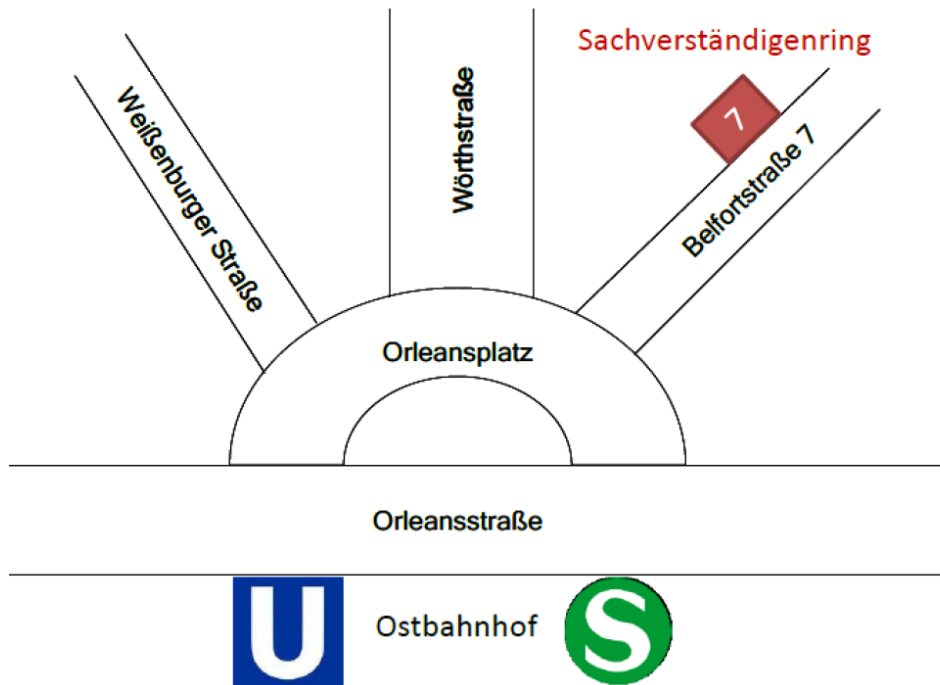 Sachverständigenring
7
Weißenburger Straße
Wörthstraße
Belfortstraße 7
Orleansplatz
Orleansstraße
U
Ostbahnhof
S